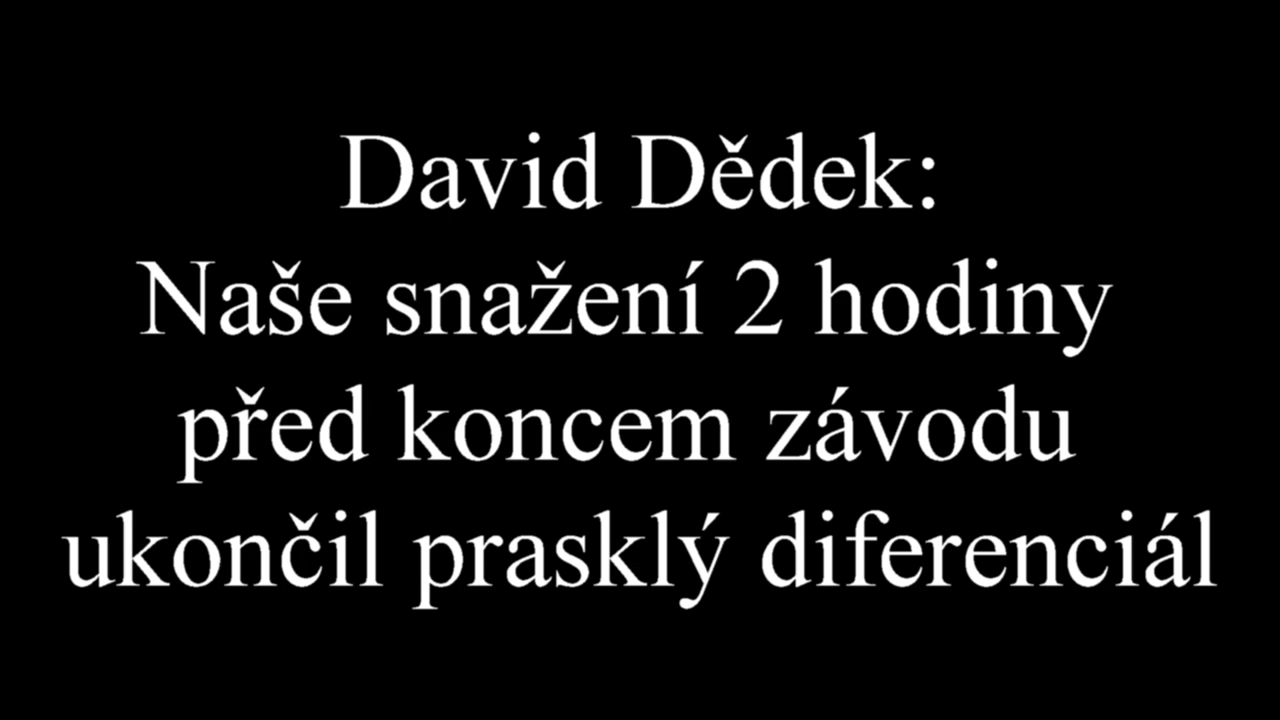 David Dědek:
Naše snažení 2 hodiny
před koncem závodu
ukončil prasklý diferenciál